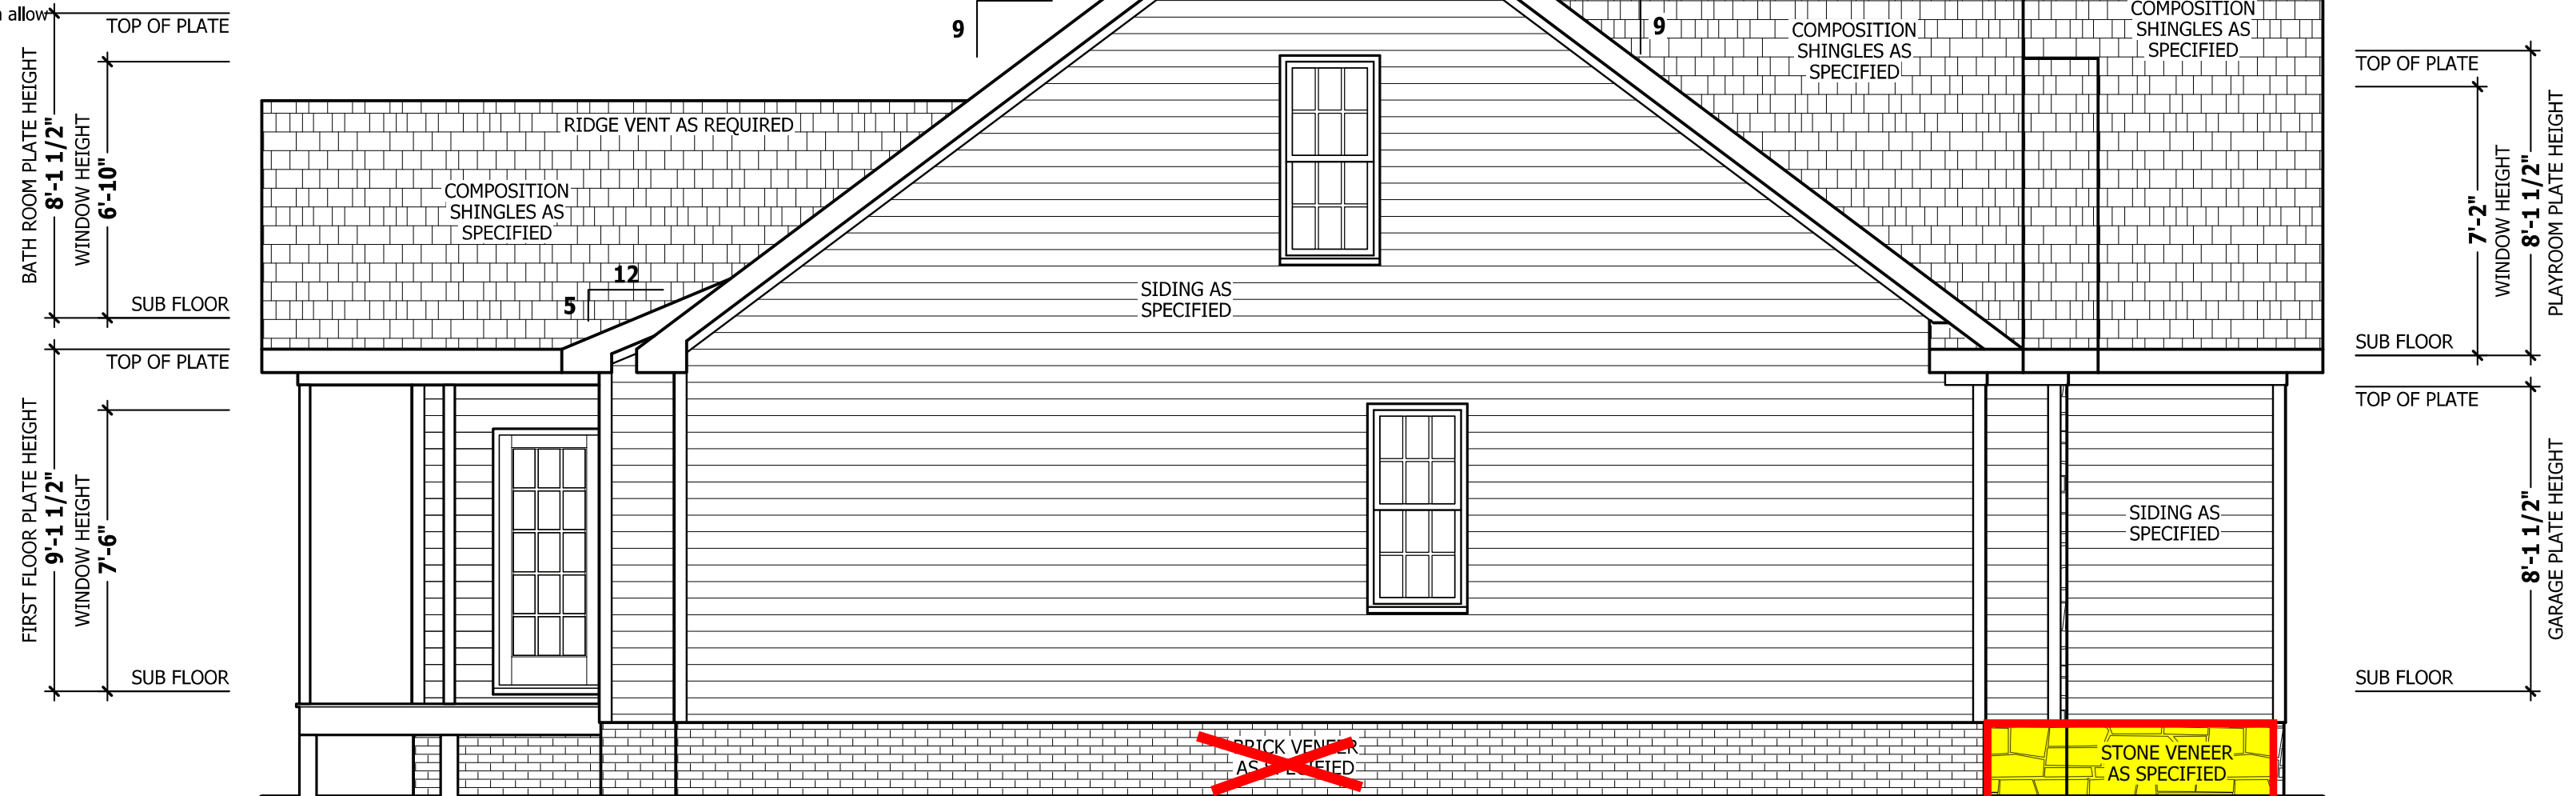 allow
TOP OF PLATE
BATH ROOM PLATE HEIGHT
8'-1 1/2"
WINDOW HEIGHT
6'-10"
SUB FLOOR
TOP OF PLATE
FIRST FLOOR PLATE HEIGHT
9'-1 1/2"
WINDOW HEIGHT
7'-6"
SUB FLOOR
RIDGE VENT AS REQUIRED
COMPOSITION
SHINGLES AS
SPECIFIED
12
5
9
SIDING AS
SPECIFIED
9
COMPOSITION
SHINGLES AS
SPECIFIED
COMPOSITION
SHINGLES AS
SPECIFIED
BRICK VENEER
AS SPECIFIED
SIDING AS
SPECIFIED
STONE VENEER
AS SPECIFIED
TOP OF PLATE
7'-2"
WINDOW HEIGHT
8'-1 1/2"
PLAYROOM PLATE HEIGHT
SUB FLOOR
TOP OF PLATE
8'-1 1/2"
GARAGE PLATE HEIGHT
SUB FLOOR